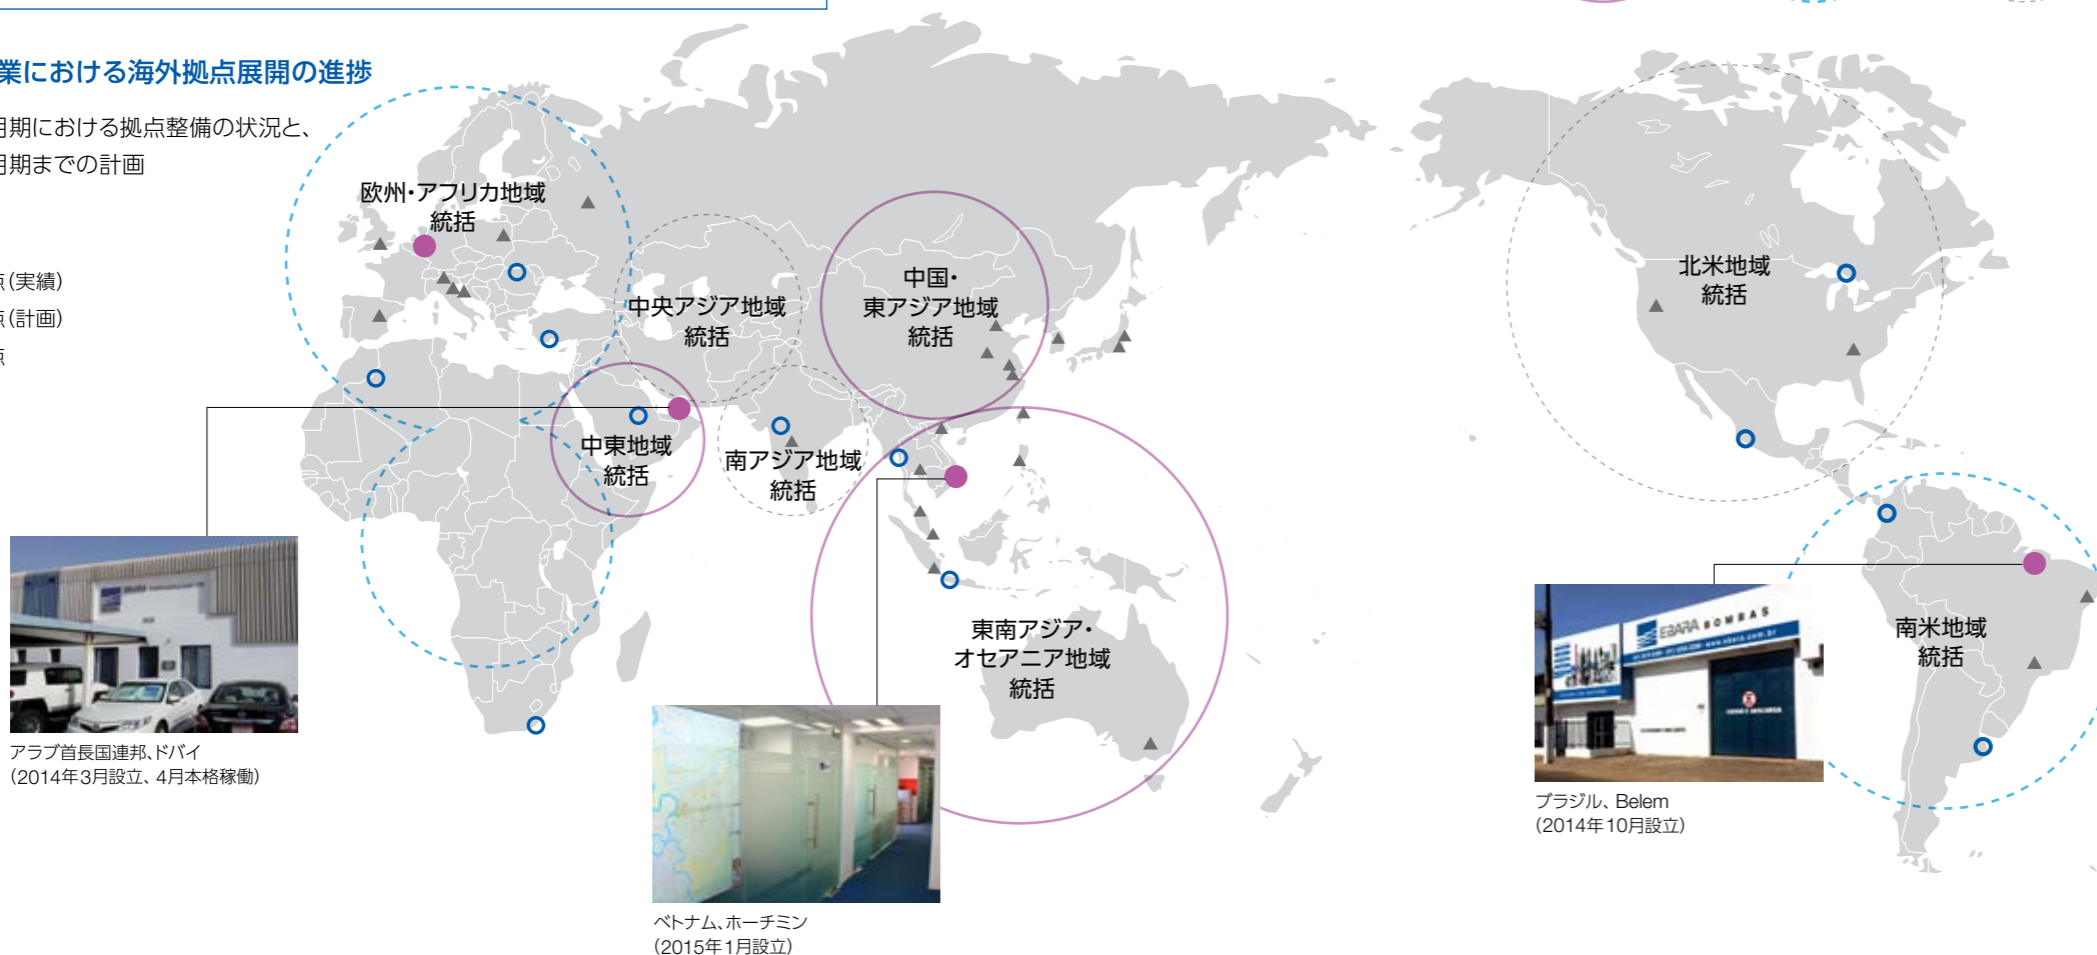 業における海外拠点展開の進捗
月期における拠点整備の状況と、
月期までの計画
点（実績）
点（計画）
点
欧州・アフリカ地域
統括
中央アジア地域
統括
中国・
東アジア地域
統括
北米地域
統括
中東地域
統括
南アジア地域
統括
東南アジア・
オセアニア地域
統括
南米地域
統括
EBARA
アラブ首長国連邦、ドバイ
（2014年3月設立、4月本格稼働）
ベトナム、ホーチミン
（2015年1月設立）
EBARA BOMBAS
ブラジル、Belem
（2014年10月設立）